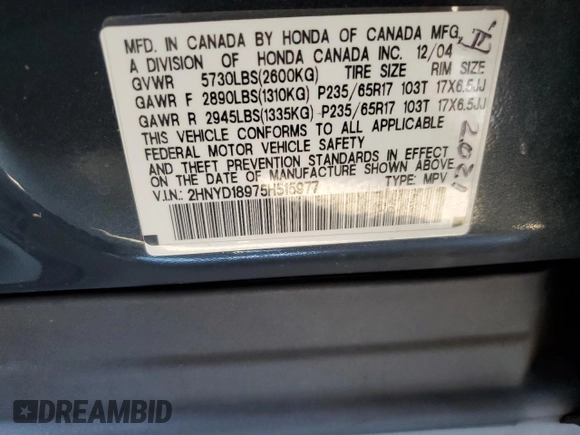 MFD. IN CANADA BY HONDA OF CANADA MFG.,
A DIVISION OF HONDA CANADA INC. 12/04
GVWR 5730LBS(2600KG) TIRE SIZE RIM SIZE
GAWR F 2890LBS(1310KG) P235/65R17 103T 17X6.5JJ
GAWR R 2945LBS(1335KG) P235/65R17 103T 17X6.5JJ
THIS VEHICLE CONFORMS TO ALL APPLICABLE
FEDERAL MOTOR VEHICLE SAFETY
AND THEFT PREVENTION STANDARDS IN EFFECT
ON THE DATE OF MANUFACTURE SHOWN ABOVE.
V.I.N.: 2HNYD18975H515977 TYPE: MPV
DREAMBID